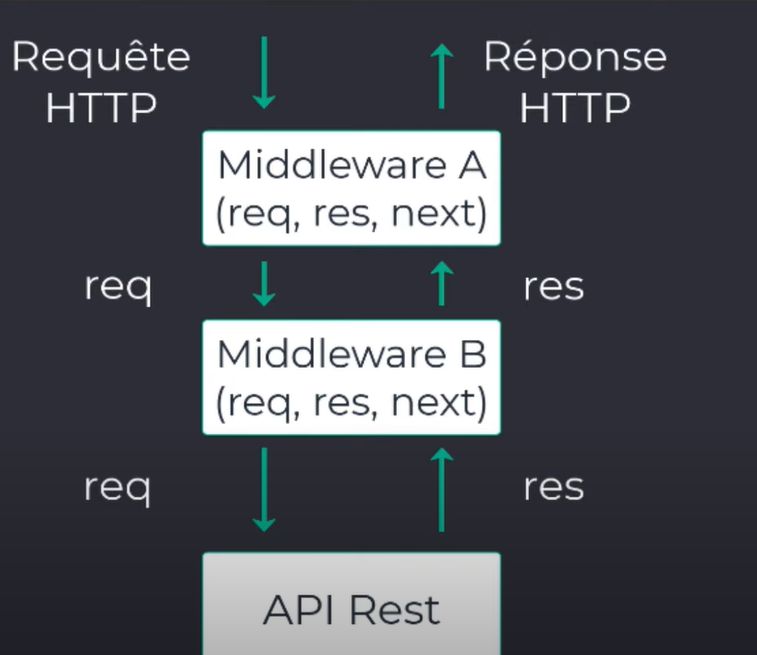 Requête
HTTP
Réponse
HTTP
Middleware A
(req, res, next)
req
res
Middleware B
(req, res, next)
req
res
API Rest